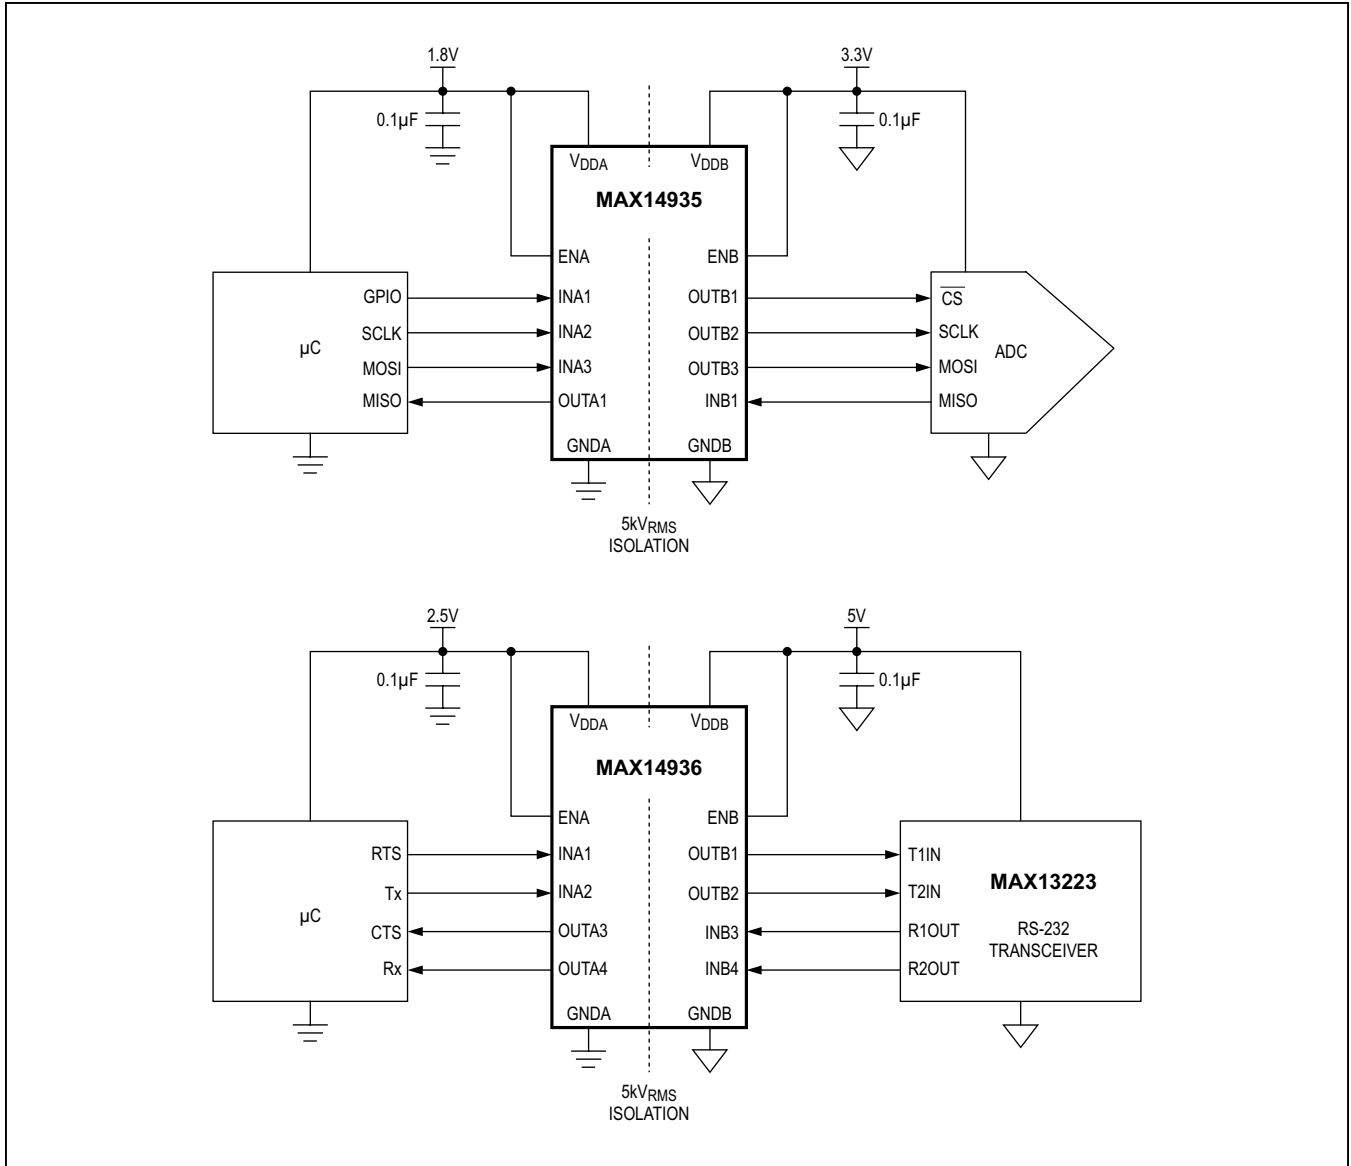 1.8V
3.3V
0.1µF
0.1µF
VDDA
VDDB
MAX14935
ENA
ENB
GPIO
INA1
OUTB1
CS
SCLK
INA2
OUTB2
SCLK
µC
ADC
MOSI
INA3
OUTB3
MOSI
MISO
OUTA1
INB1
MISO
GNDA
GNDB
5kVRMS
ISOLATION
2.5V
5V
0.1µF
0.1µF
VDDA
VDDB
MAX14936
ENA
ENB
RTS
INA1
OUTB1
T1IN
Tx
INA2
OUTB2
T2IN
MAX13223
µC
CTS
OUTA3
INB3
R1OUT
RS-232
TRANSCEIVER
Rx
OUTA4
INB4
R2OUT
GNDA
GNDB
5kVRMS
ISOLATION